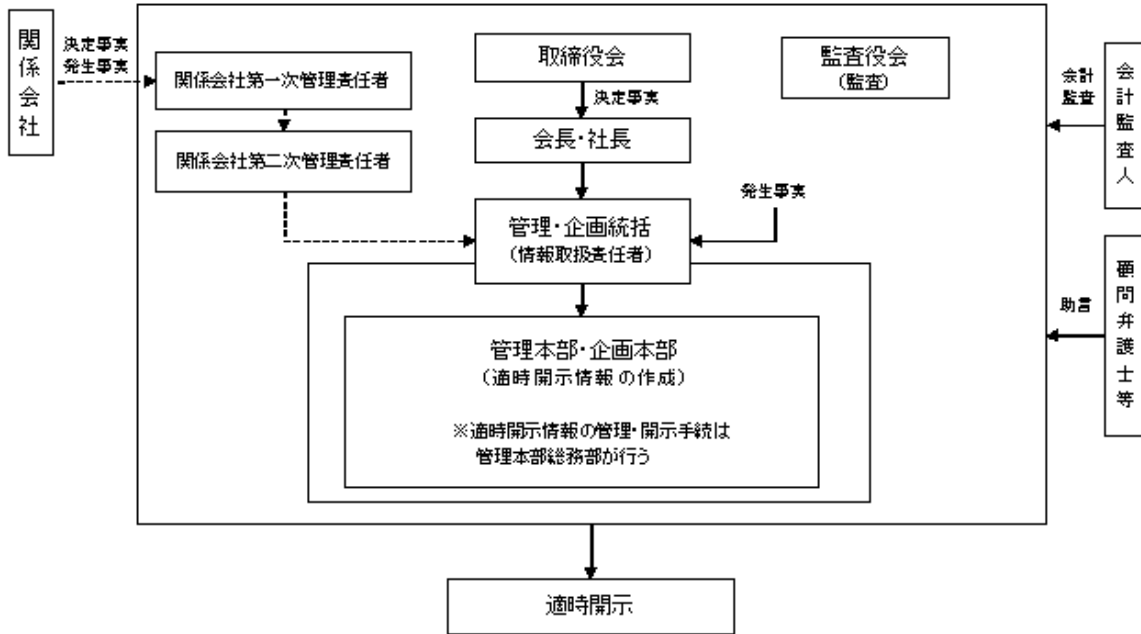 関係会社
決定事実
発生事実
関係会社第一次管理責任者
関係会社第二次管理責任者
取締役会
決定事実
会長・社長
監査役会
(監査)
発生事実
管理・企画統括
(情報取扱責任者)
管理本部・企画本部
(適時開示情報の作成)
※適時開示情報の管理・開示手続は
管理本部総務部が行う
会計
監査
会計監査人
助言
顧問弁護士等
適時開示